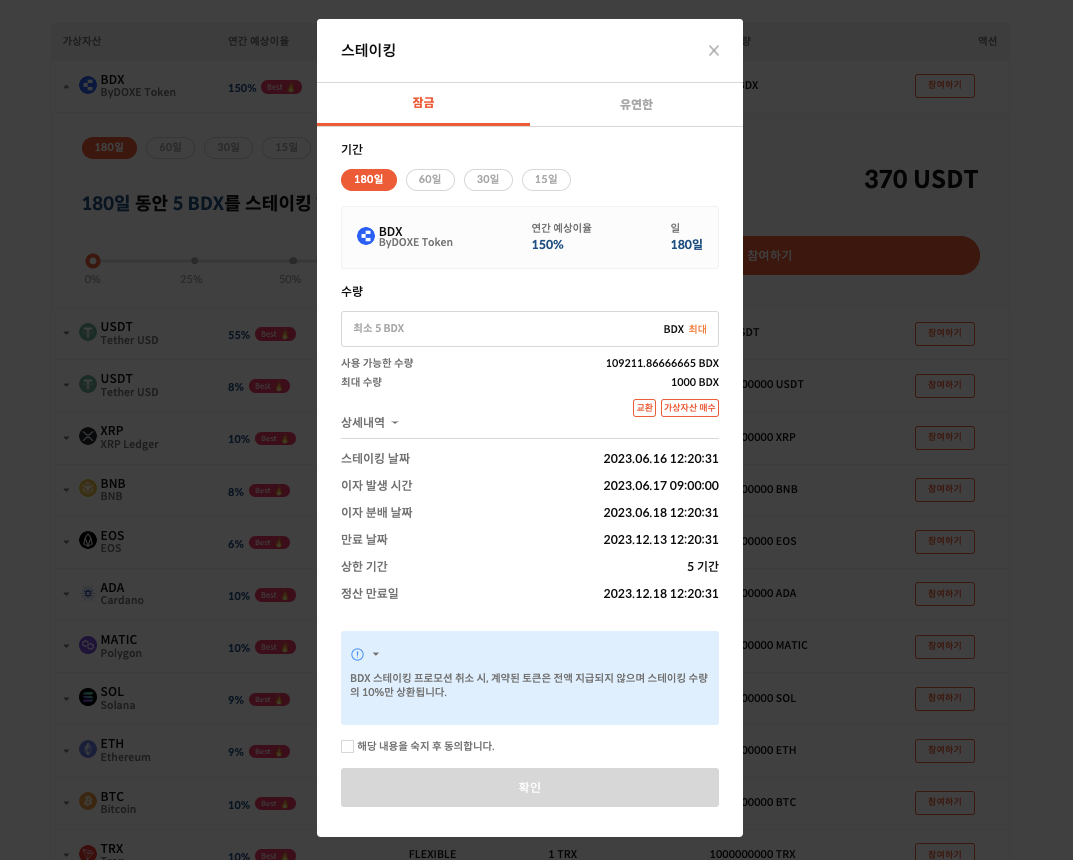 가상자산 연간 예상이율 액션
BDX
ByDOXE Token
150% Best
참여하기
180일 60일 30일 15일
180일 동안 5 BDX를 스테이킹
370 USDT
0% 25% 50%
참여하기
USDT
Tether USD
55% Best
참여하기
USDT
Tether USD
8% Best
00000 USDT
참여하기
XRP
XRP Ledger
10% Best
00000 XRP
참여하기
BNB
BNB
8% Best
00000 BNB
참여하기
EOS
EOS
6% Best
00000 EOS
참여하기
ADA
Cardano
10% Best
00000 ADA
참여하기
MATIC
Polygon
10% Best
00000 MATIC
참여하기
SOL
Solana
9% Best
00000 SOL
참여하기
ETH
Ethereum
9% Best
00000 ETH
참여하기
BTC
Bitcoin
10% Best
00000 BTC
참여하기
TRX
10% Best
FLEXIBLE
1 TRX
1000000000 TRX
참여하기
스테이킹
잠금 유연한
기간
180일 60일 30일 15일
BDX
ByDOXE Token
연간 예상이율
150%
일
180일
수량
최소 5 BDX BDX 최대
사용 가능한 수량 109211.86666665 BDX
최대 수량 1000 BDX
교환 가상자산 매수
상세내역
스테이킹 날짜 2023.06.16 12:20:31
이자 발생 시간 2023.06.17 09:00:00
이자 분배 날짜 2023.06.18 12:20:31
만료 날짜 2023.12.13 12:20:31
상한 기간 5 기간
정산 만료일 2023.12.18 12:20:31
BDX 스테이킹 프로모션 취소 시, 계약된 토큰은 전액 지급되지 않으며 스테이킹 수량
의 10%만 상환됩니다.
해당 내용을 숙지 후 동의합니다.
확인